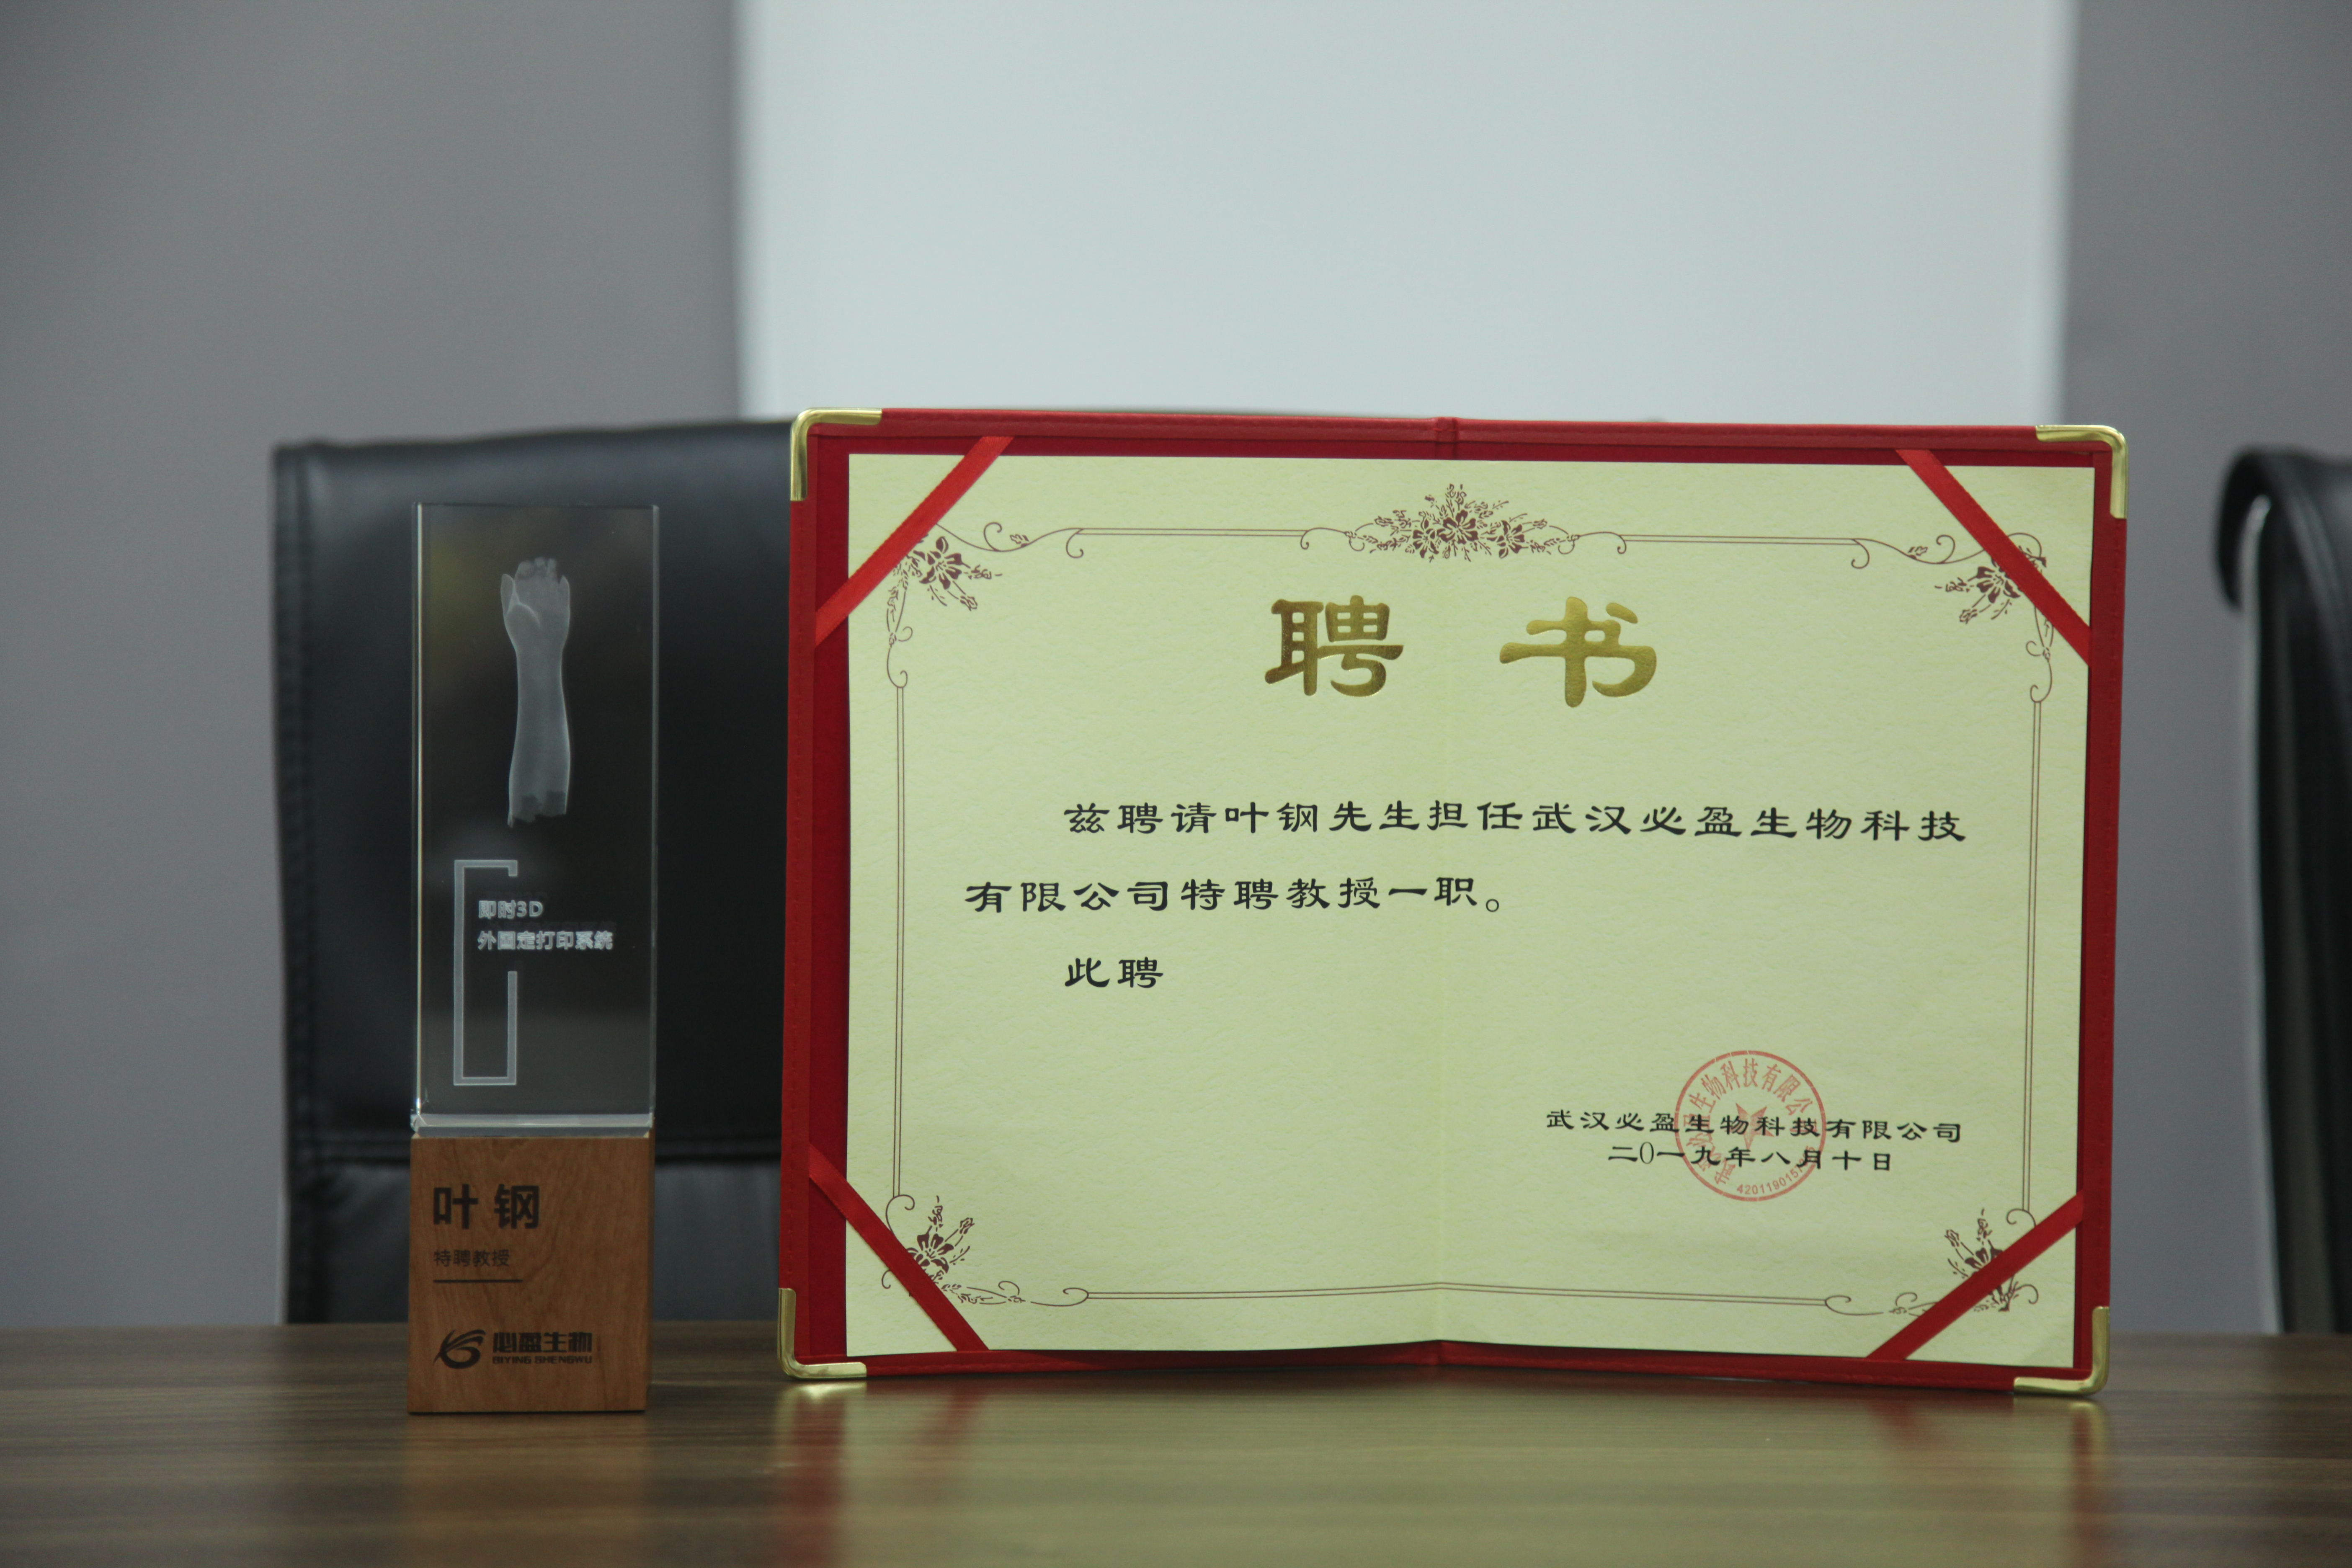 即时3D
外固定打印系统
叶钢
特聘教授
必盈生物
BIYING SHENGWU
聘书
兹聘请叶钢先生担任武汉必盈生物科技
有限公司特聘教授一职。
此聘
武汉必盈生物科技有限公司
二0一九年八月十日